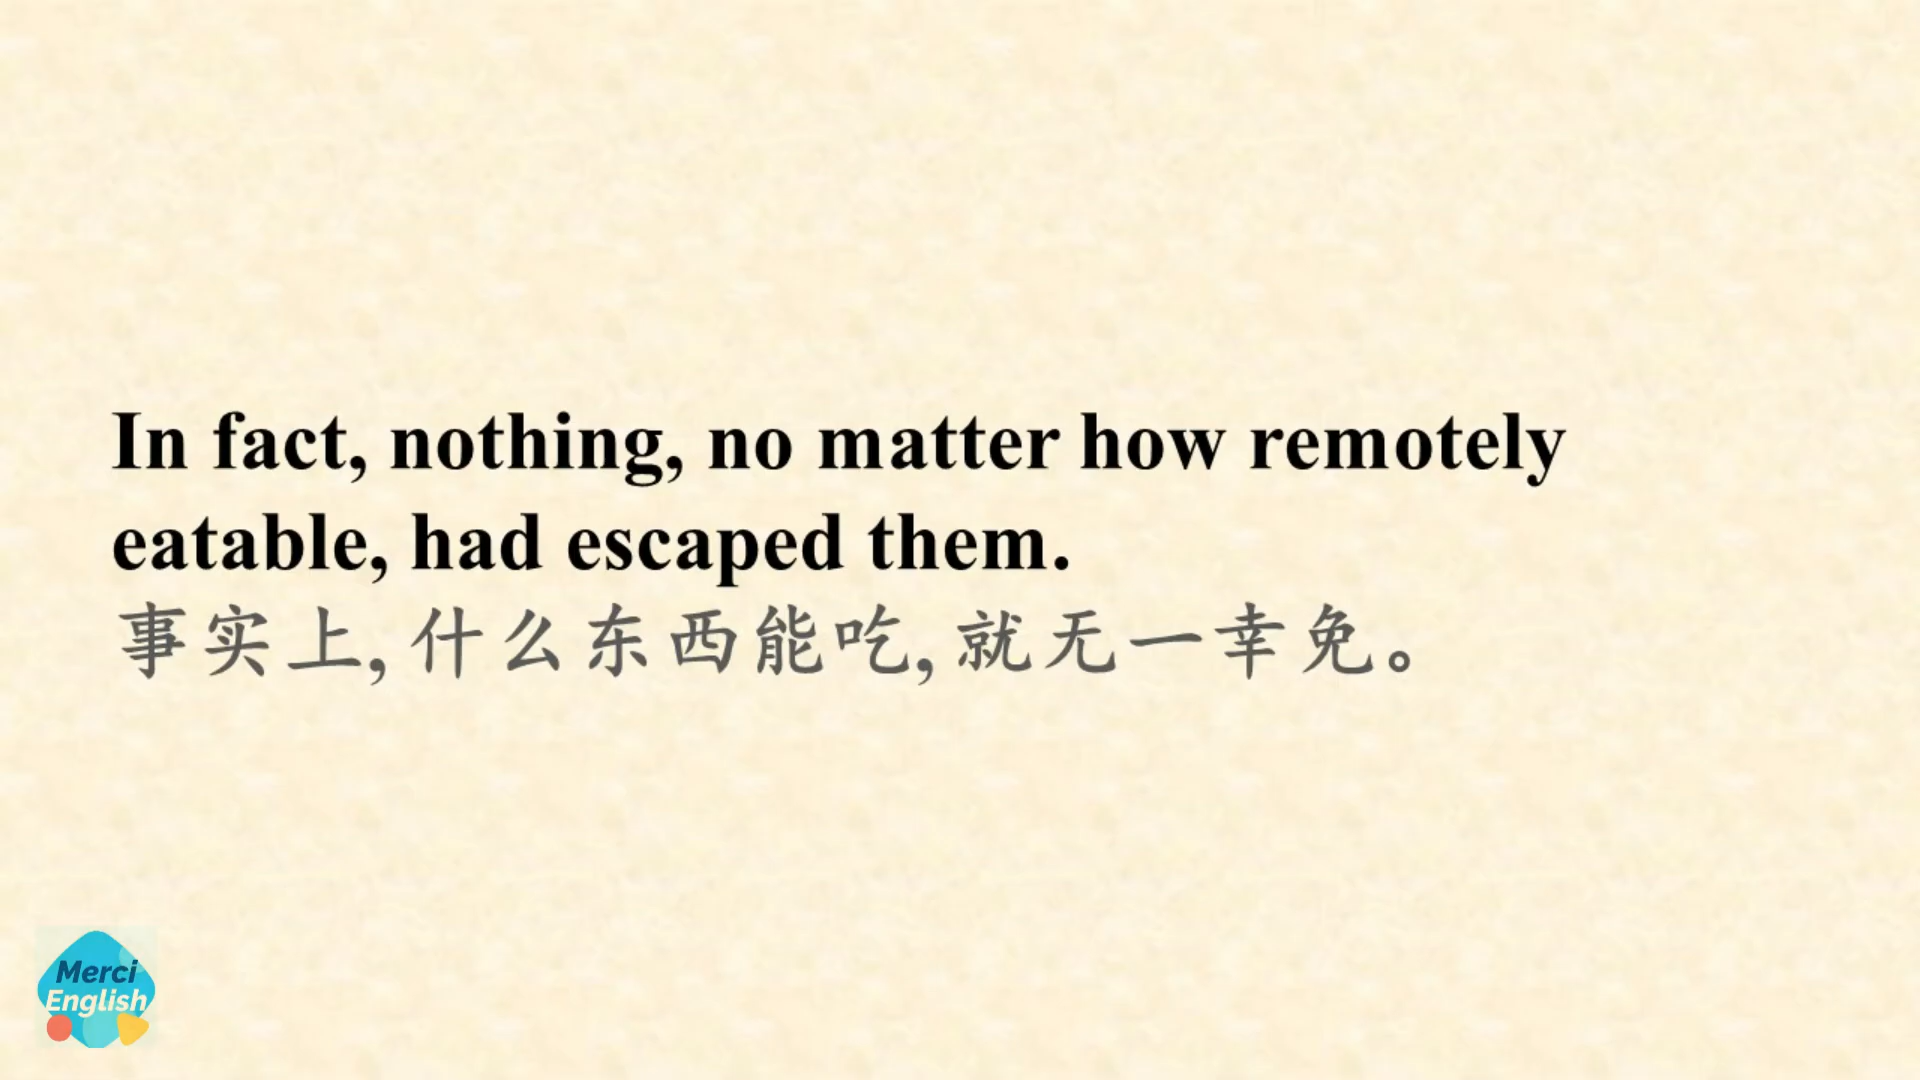 In fact, nothing, no matter how remotely
eatable, had escaped them.
事实上,什么东西能吃,就无一幸免。
Merci
English